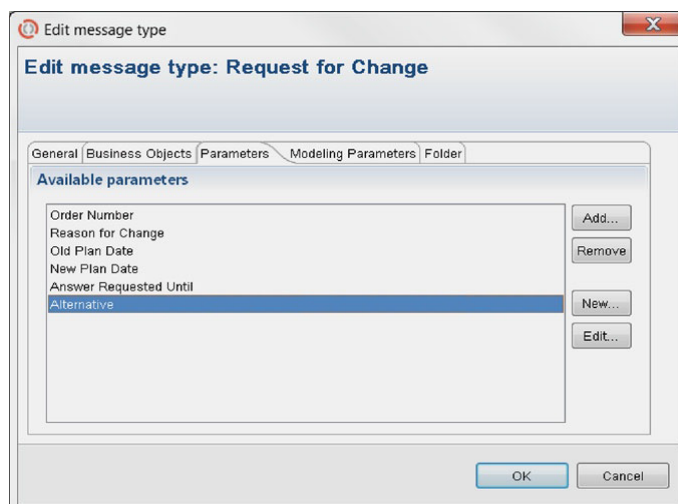 Edit message type
X
Edit message type: Request for Change
General Business Objects Parameters Modeling Parameters Folder
Available parameters
Order Number
Reason for Change
Old Plan Date
New Plan Date
Answer Requested Until
Alternative
Add...
Remove
New...
Edit...
OK Cancel